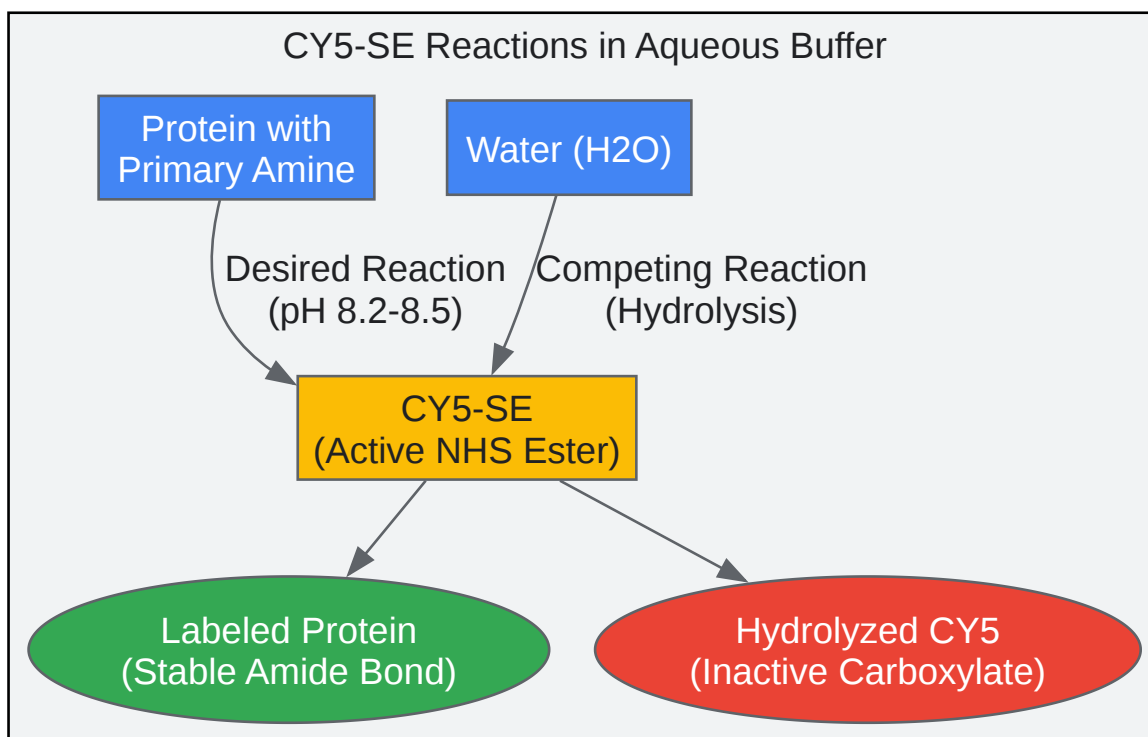 CY5-SE Reactions in Aqueous Buffer
Protein with
Primary Amine
Water (H2O)
Desired Reaction
(pH 8.2-8.5)
Competing Reaction
(Hydrolysis)
CY5-SE
(Active NHS Ester)
Labeled Protein
(Stable Amide Bond)
Hydrolyzed CY5
(Inactive Carboxylate)